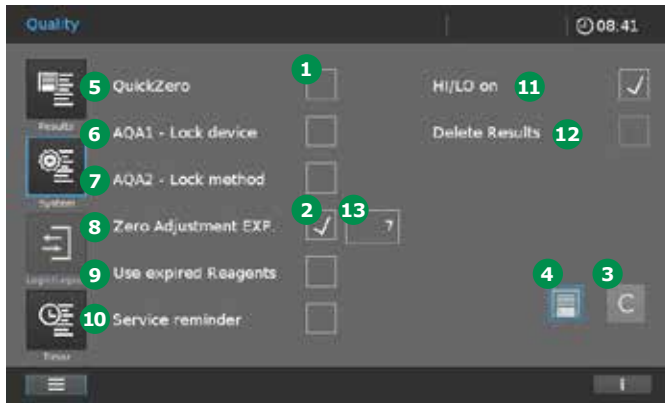 Quality
08:41
1
5 QuickZero
HI/LO on 11
Results
6 AQA1 - Lock device
Delete Results 12
7 AQA2 - Lock method
System
2 13
8 Zero Adjustment EXP. 7
9 Use expired Reagents
4 3
C
10 Service reminder
Timer
i